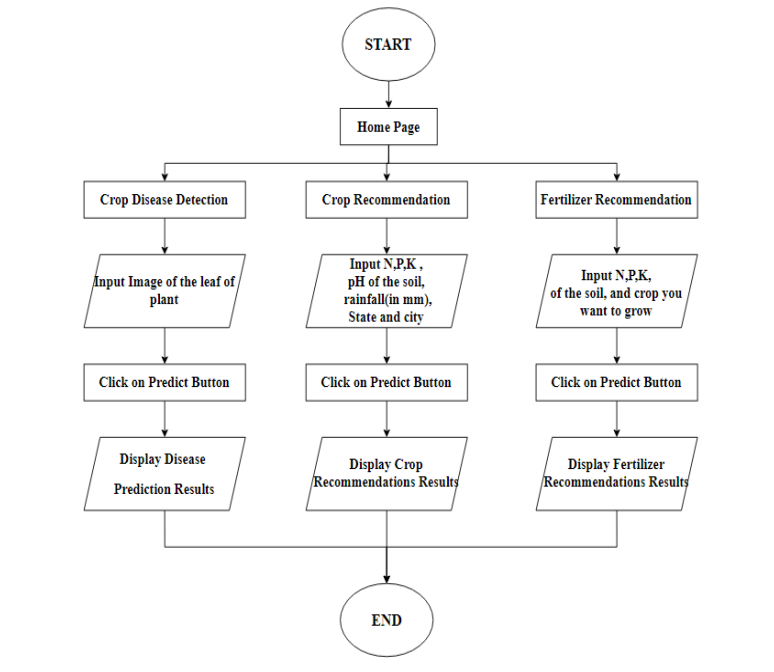 START
Home Page
Crop Disease Detection
Crop Recommendation
Fertilizer Recommendation
Input Image of the leaf of
plant
Input N,P,K ,
pH of the soil,
rainfall(in mm),
State and city
Input N,P,K,
of the soil, and crop you
want to grow
Click on Predict Button
Click on Predict Button
Click on Predict Button
Display Disease
Prediction Results
Display Crop
Recommendations Results
Display Fertilizer
Recommendations Results
END